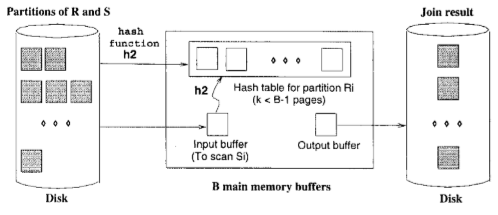 Partitions of R and S
Join result
hash
function
h2
h2
Hash table for partition Ri
(k < B-1 pages)
Input buffer
(To scan Si)
Output buffer
B main memory buffers
Disk
Disk